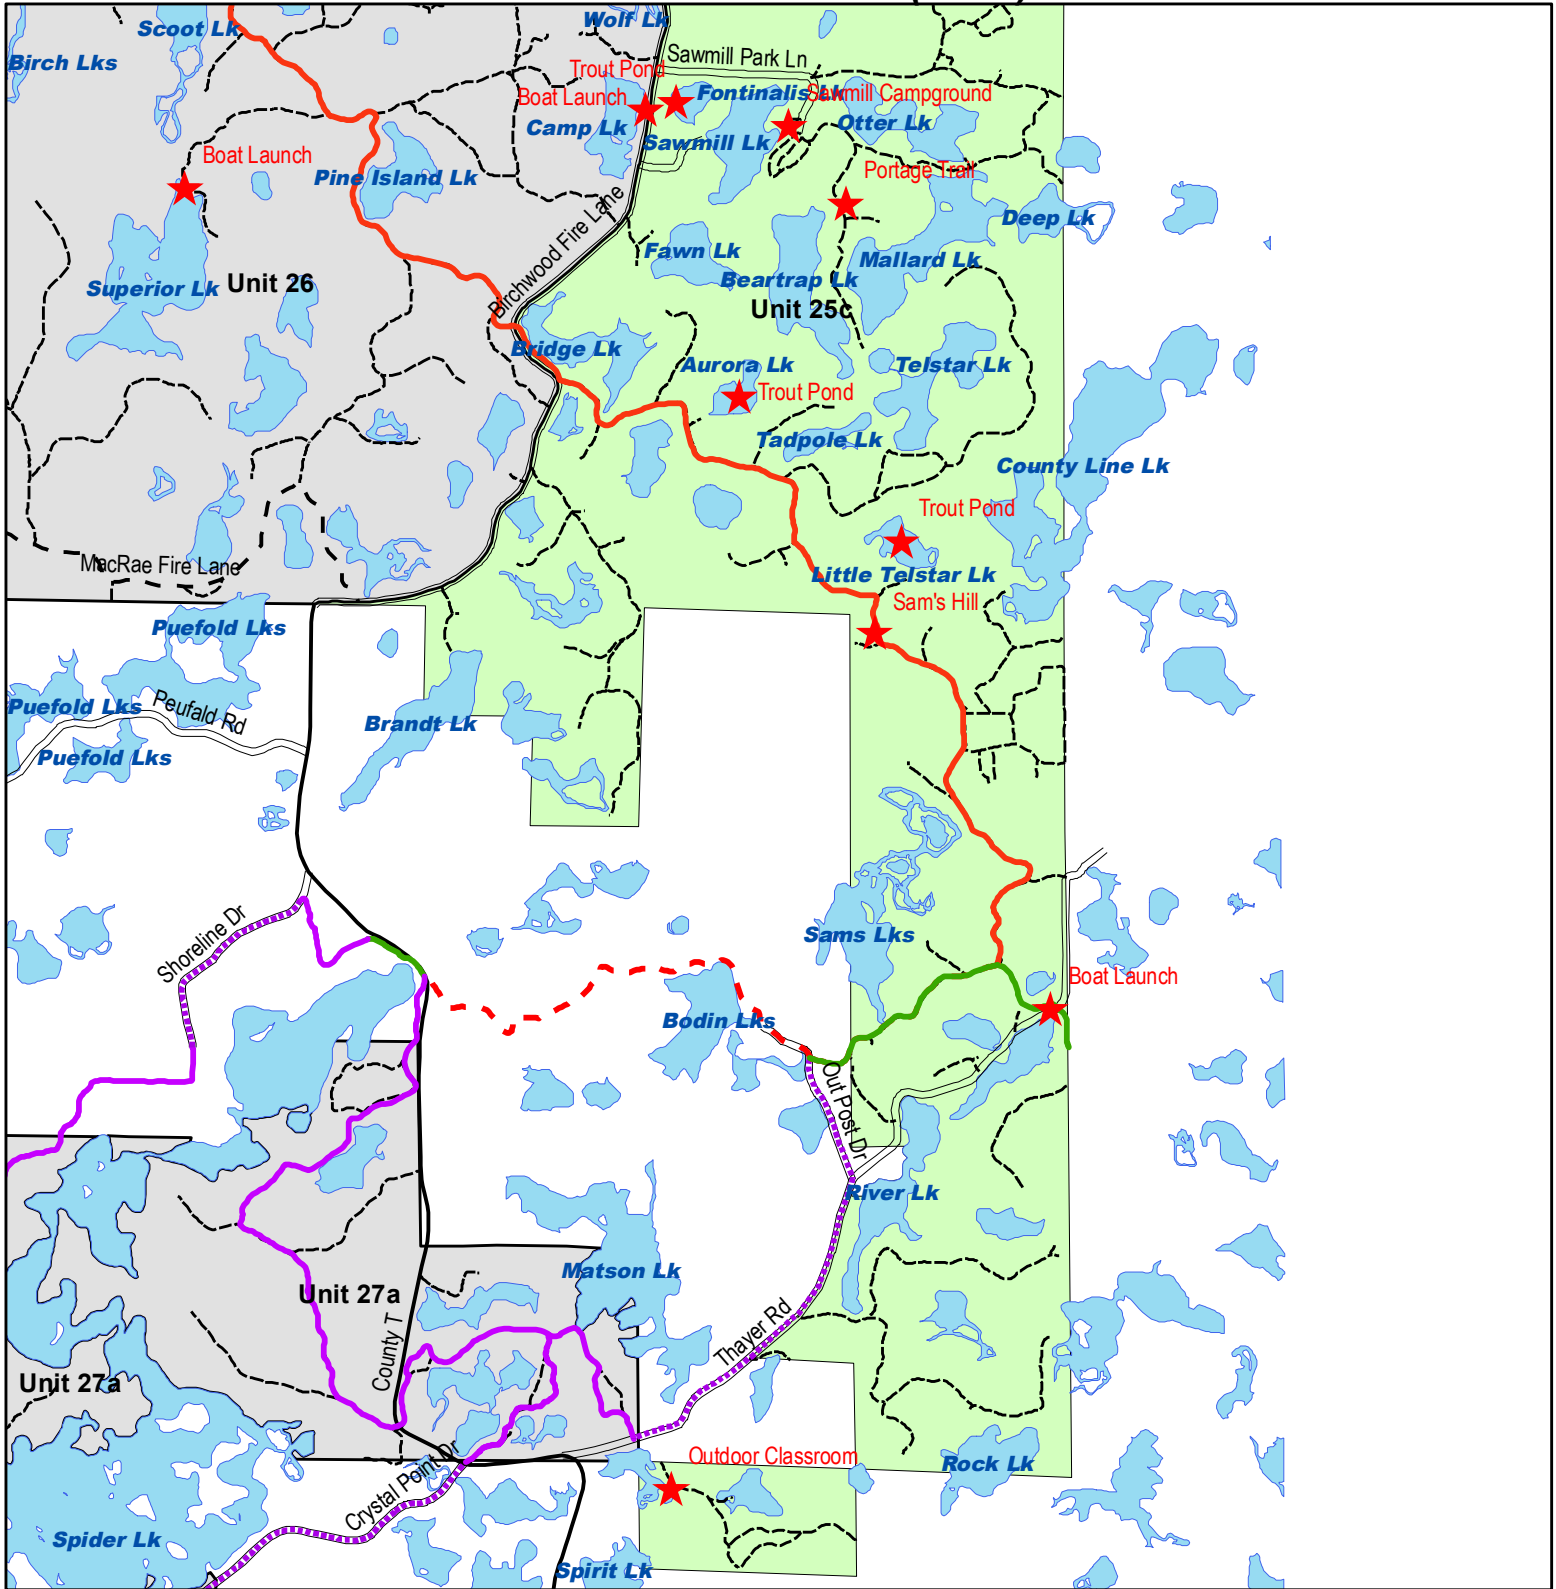 Scoot Lk
Wolf Lk
Birch Lks
Sawmill Park Ln
Trout Pond
Boat Launch
Fontinalis Lk
Sawmill Campground
Camp Lk
Otter Lk
Sawmill Lk
Boat Launch
Pine Island Lk
Portage Trail
Birchwood Fire Lane
Deep Lk
Fawn Lk
Mallard Lk
Superior Lk
Unit 26
Beartrap Lk
Unit 25c
Bridge Lk
Aurora Lk
Telstar Lk
Trout Pond
Tadpole Lk
County Line Lk
Trout Pond
MacRae Fire Lane
Little Telstar Lk
Sam's Hill
Puefold Lks
Puefold Lks
Peufald Rd
Brandt Lk
Puefold Lks
Shoreline Dr
Sams Lks
Boat Launch
Bodin Lks
Out Post Dr
River Lk
Matson Lk
Unit 27a
Thayer Rd
County T
Unit 27a
Outdoor Classroom
Rock Lk
Crystal Point Dr
Spider Lk
Spirit Lk